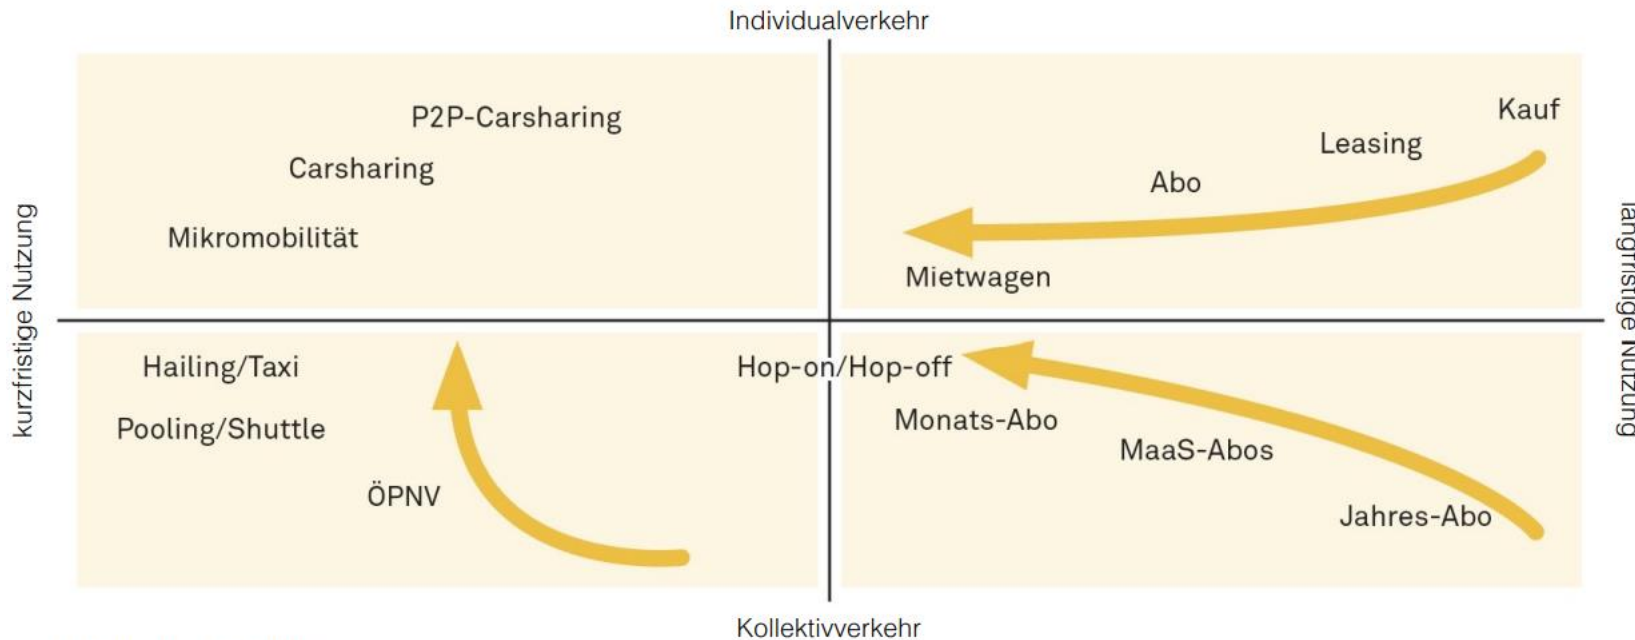 Individualverkehr
P2P-Carsharing
Kauf
Leasing
Carsharing
Abo
Mikromobilität
Mietwagen
kurzfristige Nutzung
langfristige Nutzung
Hailing/Taxi
Hop-on/Hop-off
Pooling/Shuttle
Monats-Abo
MaaS-Abos
ÖPNV
Jahres-Abo
Kollektivverkehr